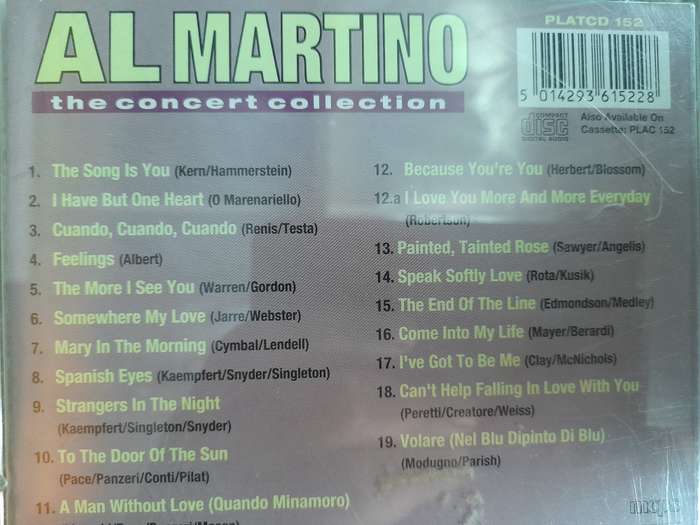 AL MARTINO
the concert collection
PLATCD 152
5 014293 615228
COMPACT
disc
DIGITAL AUDIO
Also Available On
Cassette: PLAC 152
1. The Song Is You (Kern/Hammerstein)
2. I Have But One Heart (O Marenariello)
3. Cuando, Cuando, Cuando (Renis/Testa)
4. Feelings (Albert)
5. The More I See You (Warren/Gordon)
6. Somewhere My Love (Jarre/Webster)
7. Mary In The Morning (Cymbal/Lendell)
8. Spanish Eyes (Kaempfert/Snyder/Singleton)
9. Strangers In The Night
(Kaempfert/Singleton/Snyder)
10. To The Door Of The Sun
(Pace/Panzeri/Conti/Pilat)
11. A Man Without Love (Quando Minamoro)
12. Because You're You (Herbert/Blossom)
12.a I Love You More And More Everyday
(Robertson)
13. Painted, Tainted Rose (Sawyer/Angelis)
14. Speak Softly Love (Rota/Kusik)
15. The End Of The Line (Edmondson/Medley)
16. Come Into My Life (Mayer/Berardi)
17. I've Got To Be Me (Clay/McNichols)
18. Can't Help Falling In Love With You
(Peretti/Creatore/Weiss)
19. Volare (Nel Blu Dipinto Di Blu)
(Modugno/Parish)